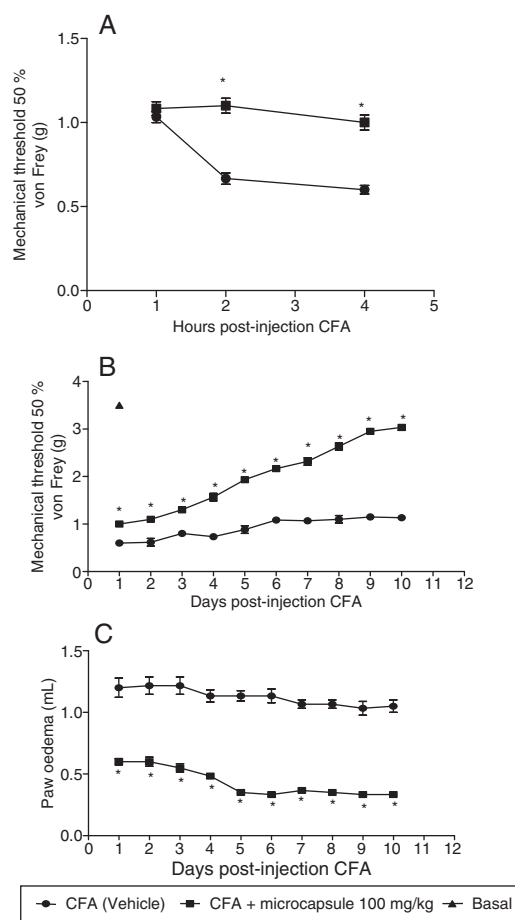 A
Mechanical threshold 50 %
von Frey (g)
1.5
1.0
0.5
0.0
* *
0 1 2 3 4 5
Hours post-injection CFA
B
Mechanical threshold 50 %
von Frey (g)
4
3
2
1
0
* * * * * * * * * *
0 1 2 3 4 5 6 7 8 9 10 11 12
Days post-injection CFA
C
Paw oedema (mL)
1.5
1.0
0.5
0.0
* * * * * * * * * *
0 1 2 3 4 5 6 7 8 9 10 11 12
Days post-injection CFA
CFA (Vehicle) CFA + microcapsule 100 mg/kg Basal